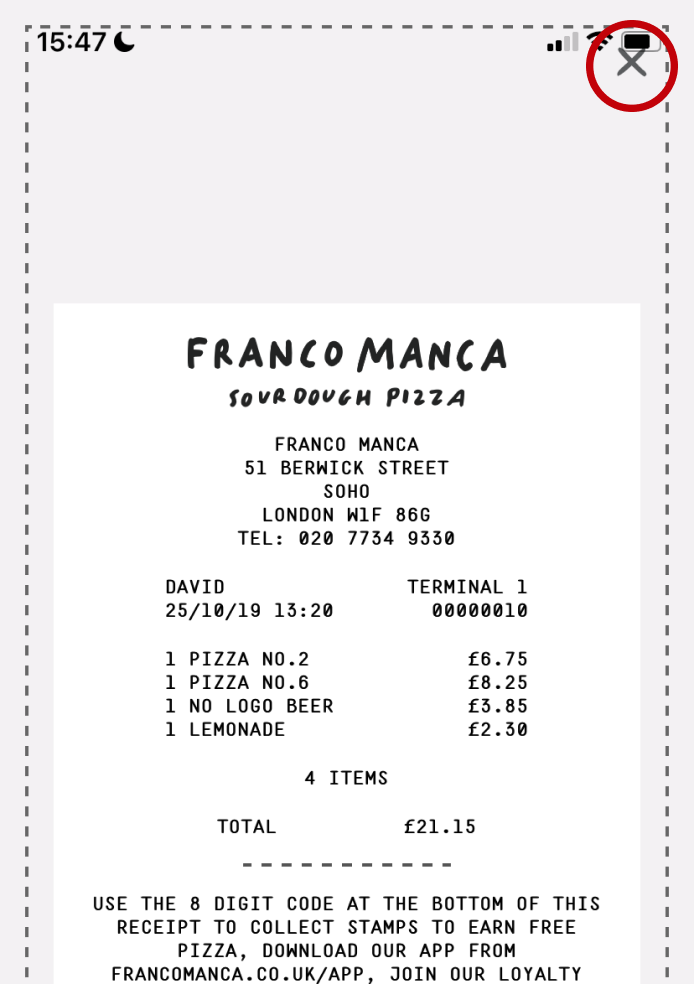 15:47
FRANCO MANCA
SOURDOUGH PIZZA
FRANCO MANCA
51 BERWICK STREET
SOHO
LONDON W1F 86G
TEL: 020 7734 9330
DAVID TERMINAL 1
25/10/19 13:20 00000010
1 PIZZA NO.2 £6.75
1 PIZZA NO.6 £8.25
1 NO LOGO BEER £3.85
1 LEMONADE £2.30
4 ITEMS
TOTAL £21.15
USE THE 8 DIGIT CODE AT THE BOTTOM OF THIS
RECEIPT TO COLLECT STAMPS TO EARN FREE
PIZZA, DOWNLOAD OUR APP FROM
FRANCOMANCA.CO.UK/APP, JOIN OUR LOYALTY